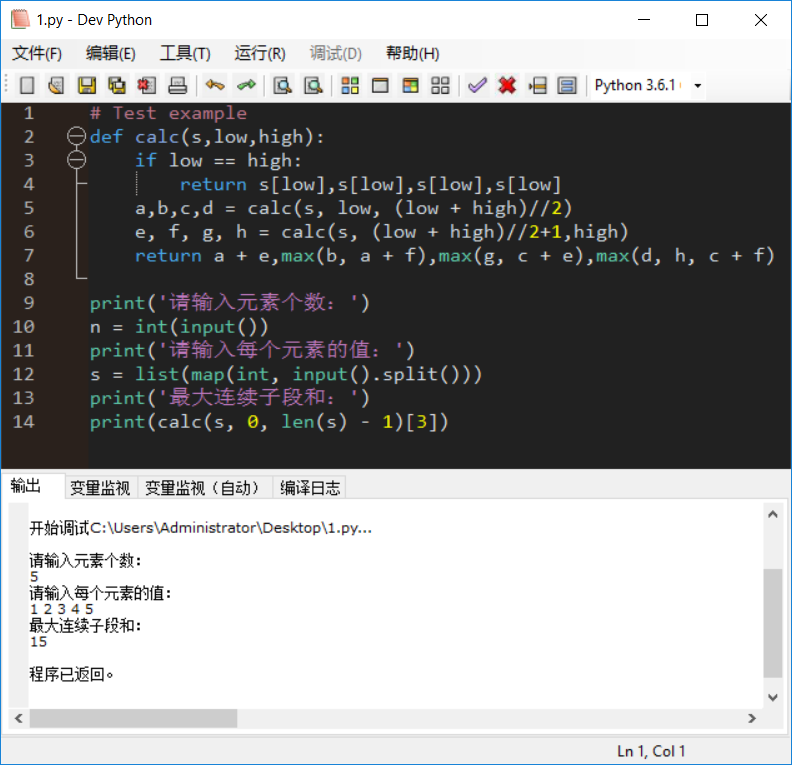 1.py - Dev Python
文件(F) 编辑(E) 工具(T) 运行(R) 调试(D) 帮助(H)
Python 3.6.1
1 # Test example
2 def calc(s,low,high):
3 if low == high:
4 return s[low],s[low],s[low],s[low]
5 a,b,c,d = calc(s, low, (low + high)//2)
6 e, f, g, h = calc(s, (low + high)//2+1,high)
7 return a + e,max(b, a + f),max(g, c + e),max(d, h, c + f)
8
9 print('请输入元素个数：')
10 n = int(input())
11 print('请输入每个元素的值：')
12 s = list(map(int, input().split()))
13 print('最大连续子段和：')
14 print(calc(s, 0, len(s) - 1)[3])
输出 变量监视 变量监视（自动） 编译日志
开始调试C:\Users\Administrator\Desktop\1.py...
请输入元素个数：
5
请输入每个元素的值：
1 2 3 4 5
最大连续子段和：
15
程序已返回。
Ln 1, Col 1